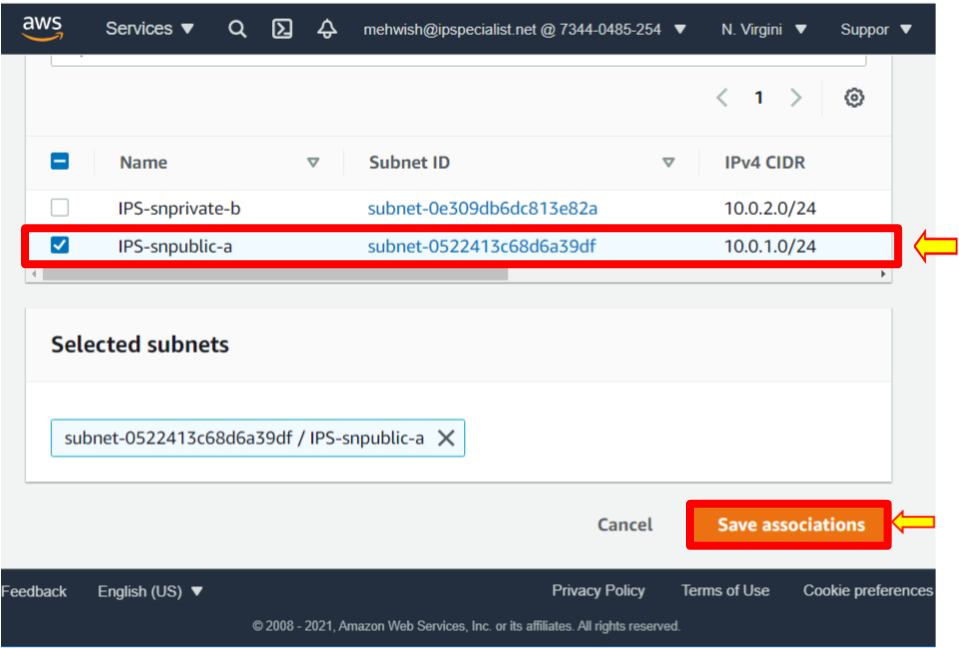 aws Services ▼ mehwish@ipspecialist.net @ 7344-0485-254 ▼ N. Virgini ▼ Suppor ▼
< 1 >
Name Subnet ID IPv4 CIDR
IPS-snprivate-b subnet-0e309db6dc813e82a 10.0.2.0/24
IPS-snpublic-a subnet-0522413c68d6a39df 10.0.1.0/24
Selected subnets
subnet-0522413c68d6a39df / IPS-snpublic-a
Cancel Save associations
Feedback English (US) ▼ Privacy Policy Terms of Use Cookie preferences
© 2008 - 2021, Amazon Web Services, Inc. or its affiliates. All rights reserved.